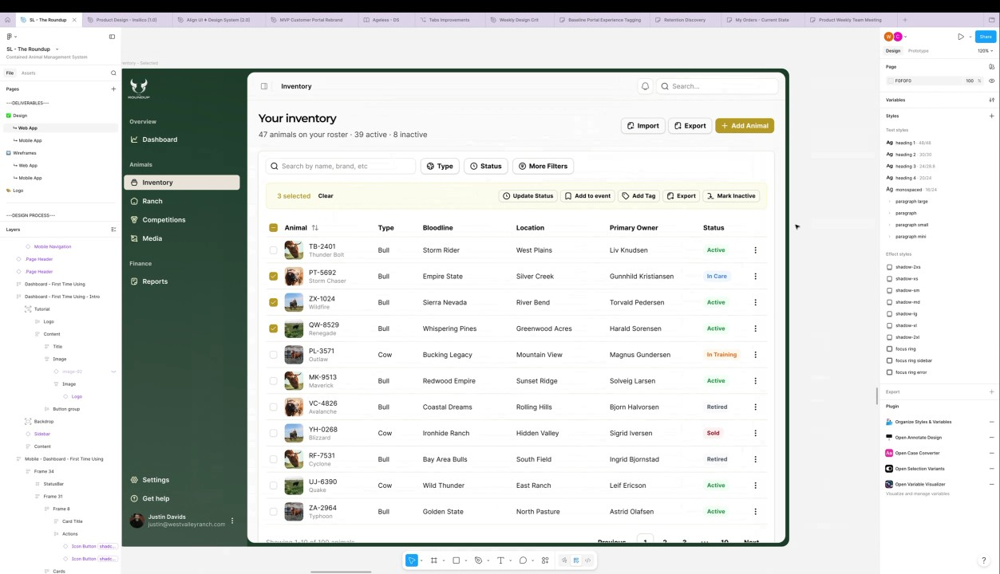 SL - The Roundup
Product Design - Insilico [1.0]
Align UI ✦ Design System [2.0]
MVP Customer Portal Rebrand
Ageless - DS
Tabs Improvements
Weekly Design Crit
Baseline Portal Experience Tagging
Retention Discovery
My Orders - Current State
Product Weekly Team Meeting
SL - The Roundup
Contained Animal Management System
File
Assets
Pages
---DELIVERABLES---
Design
↳ Web App
↳ Mobile App
Wireframes
↳ Web App
↳ Mobile App
Logo
---DESIGN PROCESS---
Layers
Mobile Navigation
.Page Header
.Page Header
Dashboard - First Time Using
Dashboard - First Time Using - Intro
Tutorial
Logo
Content
Title
Image
image-02
Image
Logo
Button group
Backdrop
Sidebar
Content
Mobile - Dashboard - First Time Using
Frame 34
StatusBar
Frame 31
Frame 8
Card Title
Actions
Icon Button shadc...
Icon Button shadc...
Cards
ventory - Selected
ROUNDUP
Overview
Dashboard
Animals
Inventory
Ranch
Competitions
Media
Finance
Reports
Settings
Get help
Justin Davids
justin@westvalleyranch.com
Inventory
Search...
Your inventory
47 animals on your roster · 39 active · 8 inactive
Import
Export
Add Animal
Search by name, brand, etc
Type
Status
More Filters
3 selected
Clear
Update Status
Add to event
Add Tag
Export
Mark Inactive
Animal Type Bloodline Location Primary Owner Status
TB-2401
Thunder Bolt
Bull Storm Rider West Plains Liv Knudsen Active
PT-5692
Storm Chaser
Bull Empire State Silver Creek Gunnhild Kristiansen In Care
ZX-1024
Wildfire
Bull Sierra Nevada River Bend Torvald Pedersen Active
QW-8529
Renegade
Bull Whispering Pines Greenwood Acres Harald Sorensen Active
PL-3571
Outlaw
Cow Bucking Legacy Mountain View Magnus Gundersen In Training
MK-9513
Maverick
Bull Redwood Empire Sunset Ridge Solveig Larsen Active
VC-4826
Avalanche
Bull Coastal Dreams Rolling Hills Bjorn Halvorsen Retired
YH-0268
Blizzard
Cow Ironhide Ranch Hidden Valley Sigrid Iversen Sold
RF-7531
Cyclone
Bull Bay Area Bulls South Field Ingrid Bjornstad Retired
UJ-6390
Quake
Cow Wild Thunder East Ranch Leif Ericson Active
ZA-2964
Typhoon
Bull Golden State North Pasture Astrid Olafsen Active
Showing 1-10 of 100 animals
Previous 1 2 3 ... 10 Next
W C
Share
Design
Prototype
120%
Page
F0F0F0 100 %
Variables
Styles
Text styles
Ag heading 1 · 48/48
Ag heading 2 · 30/30
Ag heading 3 · 24/28.8
Ag heading 4 · 20/24
Ag monospaced · 16/24
paragraph large
paragraph
paragraph small
paragraph mini
Effect styles
shadow-2xs
shadow-xs
shadow-sm
shadow-md
shadow-lg
shadow-xl
shadow-2xl
focus ring
focus ring sidebar
focus ring error
Export
Plugin
Organize Styles & Variables
Open Annotate Design
Aa Open Case Converter
Open Selection Variants
Open Variable Visualizer
Visualize and manage variables
?